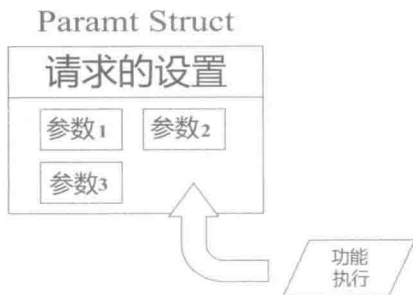 Paramt Struct
请求的设置
参数1 参数2
参数3
功能
执行